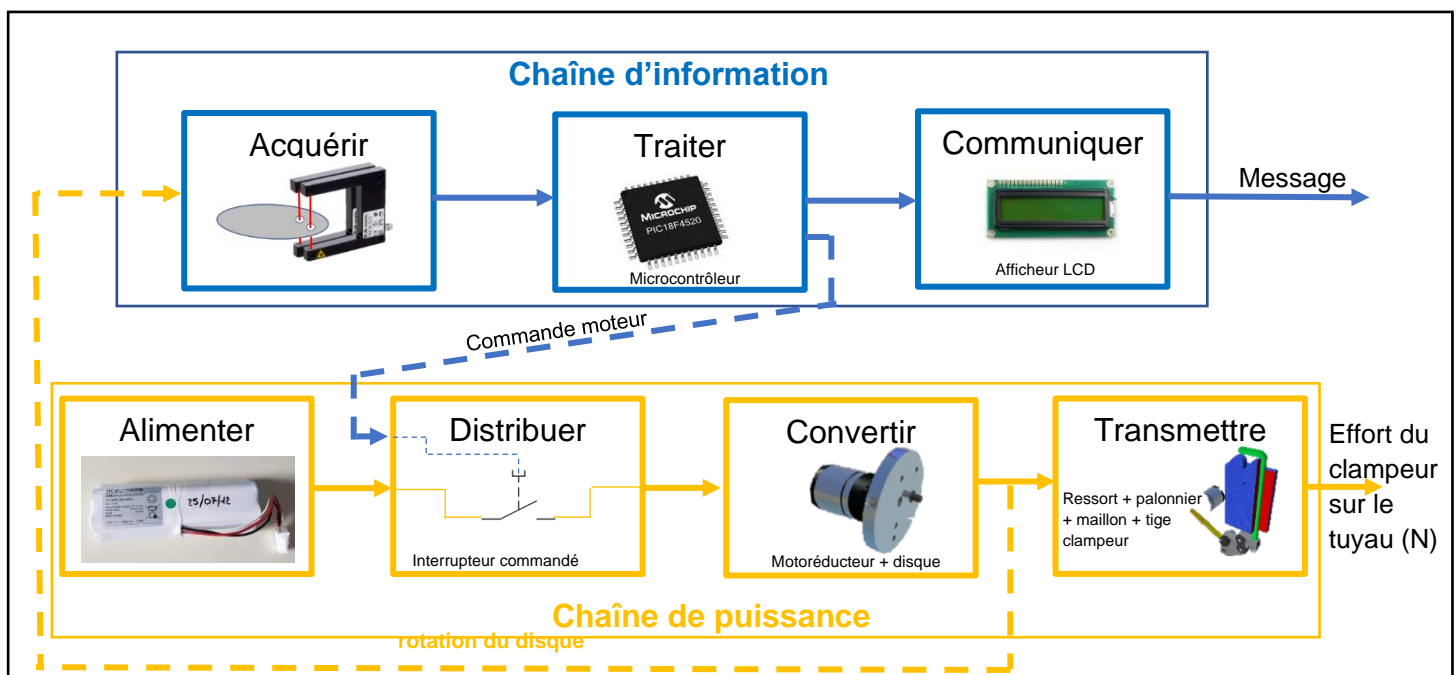 Chaîne d’information
Acquérir
Traiter
Communiquer
MICROCHIP
PIC18F4520
Microcontrôleur
Afficheur LCD
Message
Commande moteur
Alimenter
25/07/12
Distribuer
Interrupteur commandé
Convertir
Motoréducteur + disque
Transmettre
Ressort + palonnier
+ maillon + tige
clampeur
Effort du
clampeur
sur le
tuyau (N)
Chaîne de puissance
rotation du disque